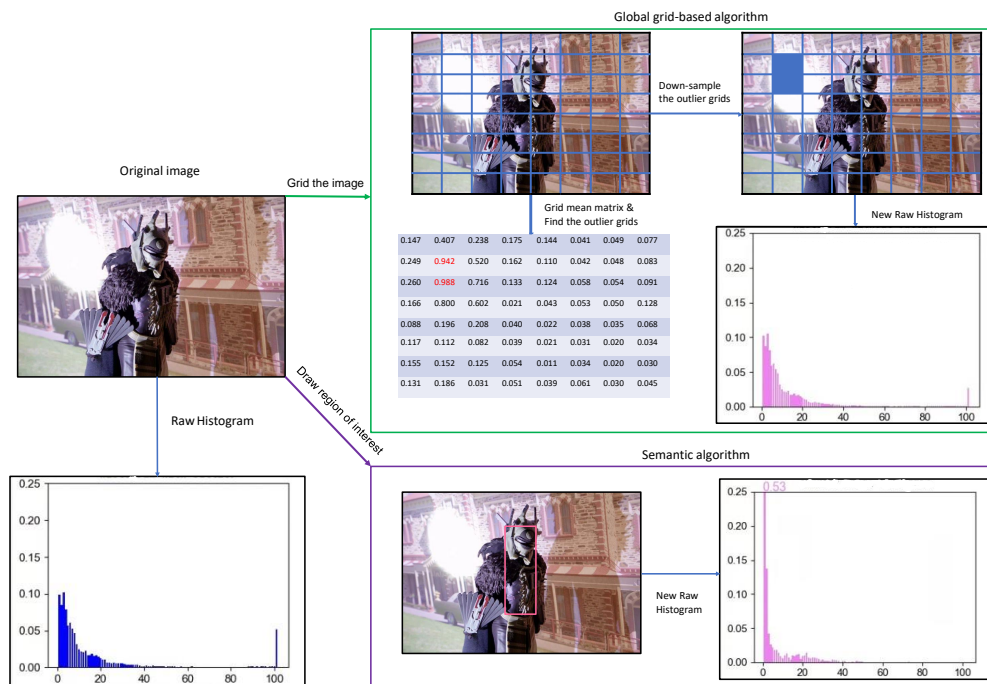 Global grid-based algorithm
Down-sample
the outlier grids
Original image
Grid the image
Grid mean matrix &
Find the outlier grids
New Raw Histogram
0.147 0.407 0.238 0.175 0.144 0.041 0.049 0.077
0.249 0.942 0.520 0.162 0.110 0.042 0.048 0.083
0.260 0.988 0.716 0.133 0.124 0.058 0.054 0.091
0.166 0.800 0.602 0.021 0.043 0.053 0.050 0.128
0.088 0.196 0.208 0.040 0.022 0.038 0.035 0.068
0.117 0.112 0.082 0.039 0.021 0.031 0.020 0.034
0.155 0.152 0.125 0.054 0.011 0.034 0.020 0.030
0.131 0.186 0.031 0.051 0.039 0.061 0.030 0.045
0.25
0.20
0.15
0.10
0.05
0.00
0 20 40 60 80 100
Draw region of interest
Raw Histogram
Semantic algorithm
0.25
0.20
0.15
0.10
0.05
0.00
0 20 40 60 80 100
New Raw
Histogram
0.53
0.25
0.20
0.15
0.10
0.05
0.00
0 20 40 60 80 100